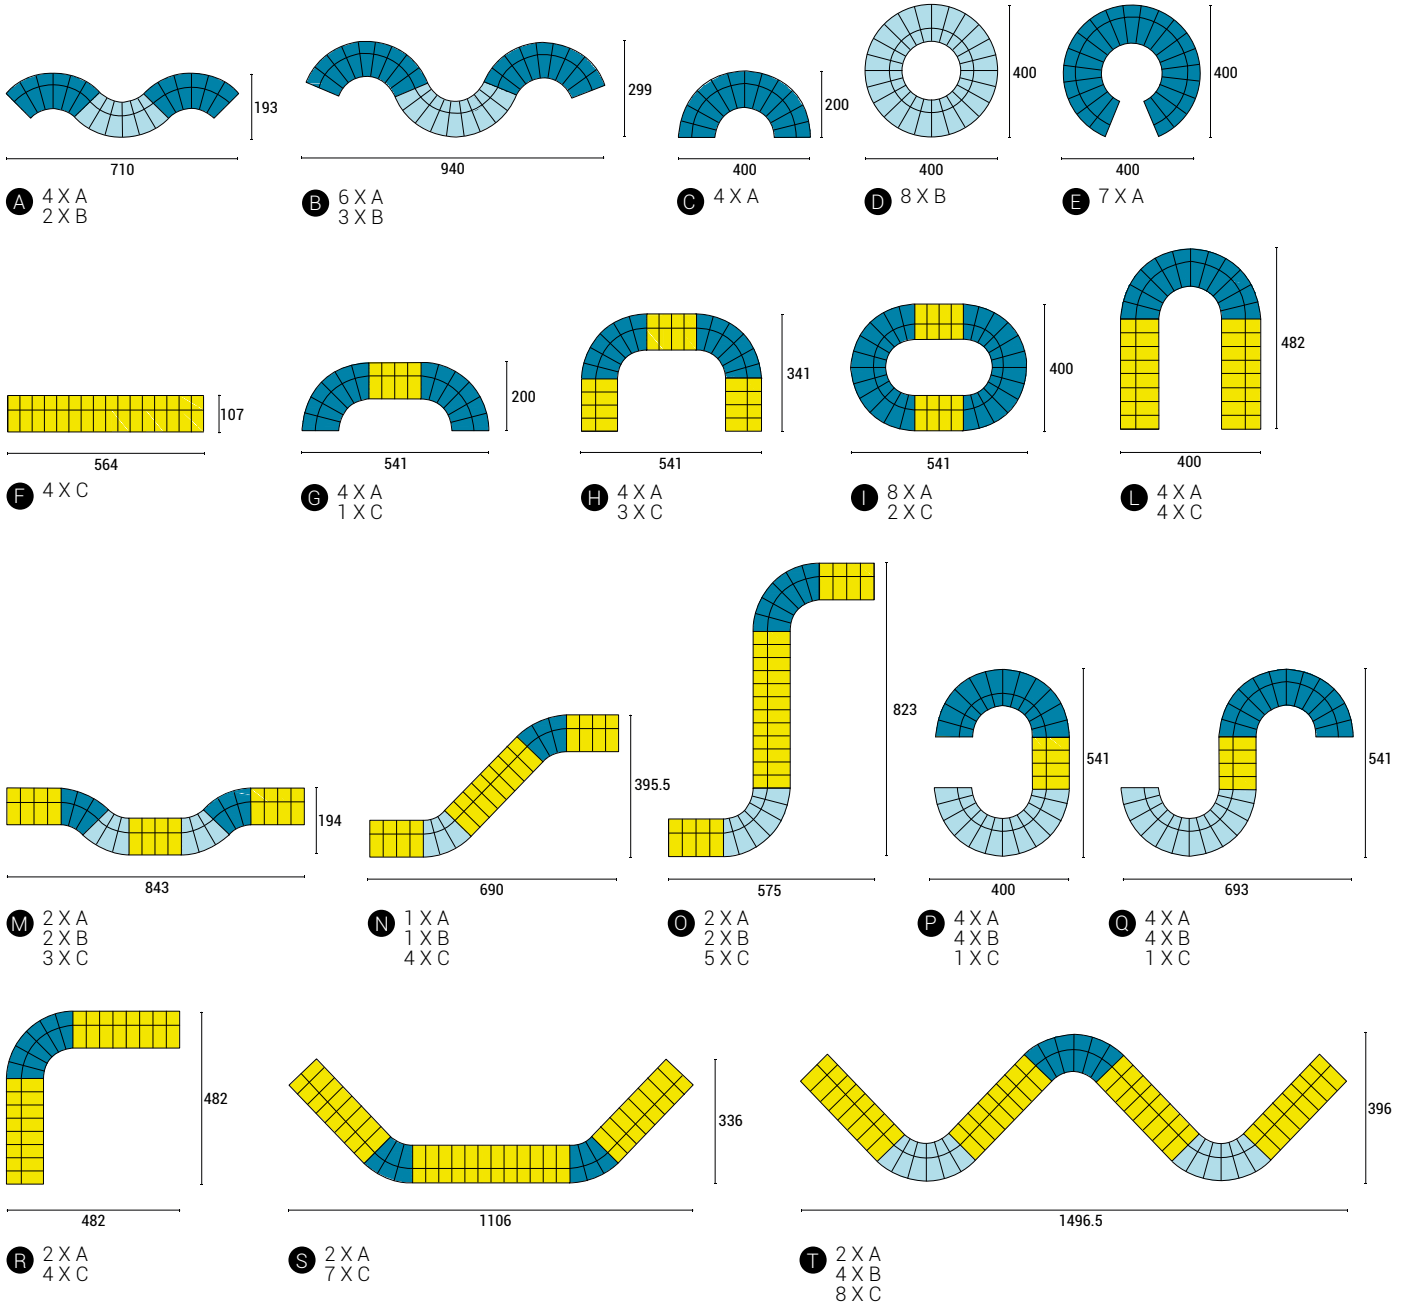 193
710
A 4 X A
2 X B
299
940
B 6 X A
3 X B
200
400
C 4 X A
400
400
D 8 X B
400
400
E 7 X A
107
564
F 4 X C
200
541
G 4 X A
1 X C
341
541
H 4 X A
3 X C
400
541
I 8 X A
2 X C
482
400
L 4 X A
4 X C
194
843
M 2 X A
2 X B
3 X C
395.5
690
N 1 X A
1 X B
4 X C
823
575
O 2 X A
2 X B
5 X C
541
400
P 4 X A
4 X B
1 X C
541
693
Q 4 X A
4 X B
1 X C
482
482
R 2 X A
4 X C
336
1106
S 2 X A
7 X C
396
1496.5
T 2 X A
4 X B
8 X C